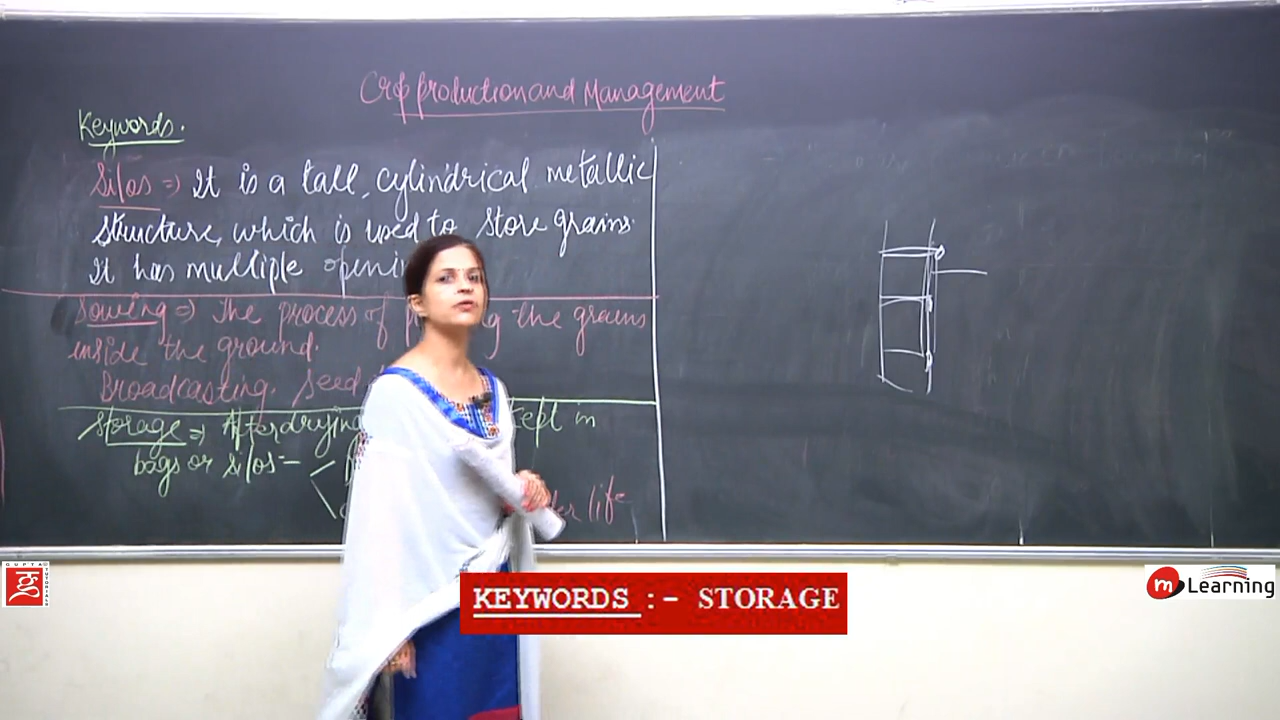 Crop Production and Management
Keywords.
Silos ⇒ It is a tall, cylindrical metallic
structure, which is used to store grains.
It has multiple
Sowing ⇒ The process of the grains
inside the ground.
Broadcasting. Seed
Storage ⇒ After drying kept in
bags or silos:-
life
GUPTA TUTORIALS
KEYWORDS :- STORAGE
m Learning